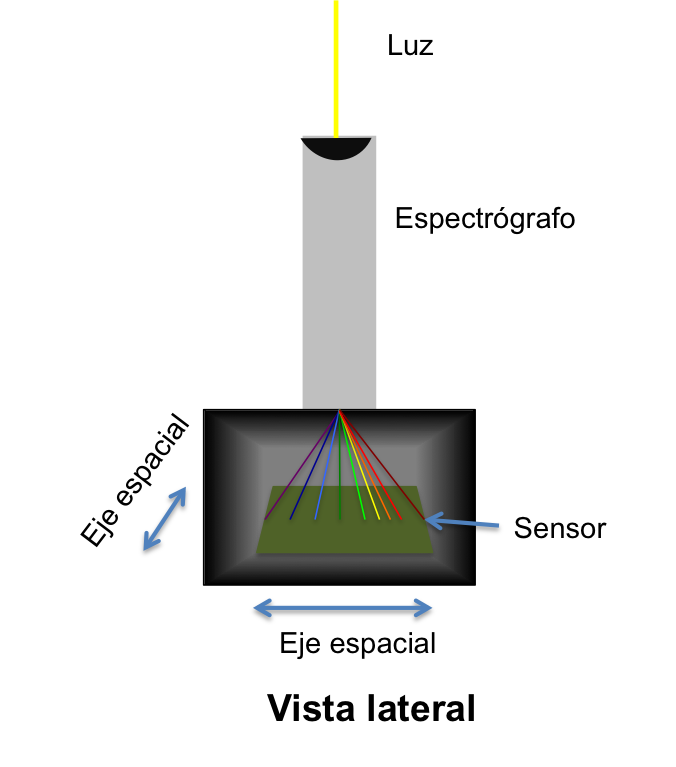 Luz
Espectrógrafo
Eje espacial
Sensor
Eje espacial
Vista lateral